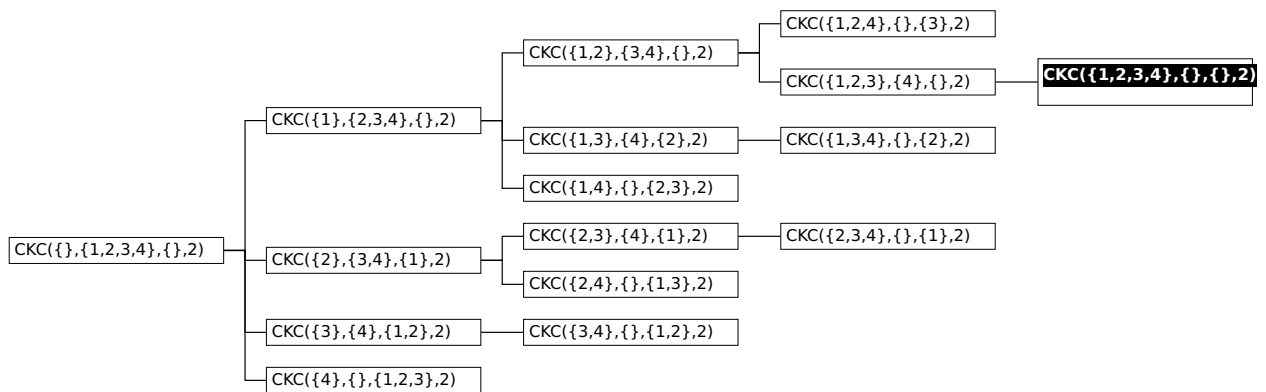 CKC({1,2,4},{},{3},2)
CKC({1,2},{3,4},{},2)
CKC({1,2,3,4},{},{},2)
CKC({1,2,3},{4},{},2)
CKC({1},{2,3,4},{},2)
CKC({1,3},{4},{2},2)
CKC({1,3,4},{},{2},2)
CKC({1,4},{},{2,3},2)
CKC({2,3},{4},{1},2)
CKC({2,3,4},{},{1},2)
CKC({},{1,2,3,4},{},2)
CKC({2},{3,4},{1},2)
CKC({2,4},{},{1,3},2)
CKC({3},{4},{1,2},2)
CKC({3,4},{},{1,2},2)
CKC({4},{},{1,2,3},2)